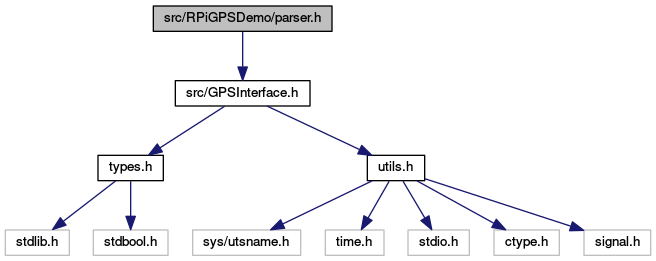 src/RPiGPSDemo/parser.h
src/GPSInterface.h
types.h
utils.h
stdlib.h
stdbool.h
sys/utsname.h
time.h
stdio.h
ctype.h
signal.h